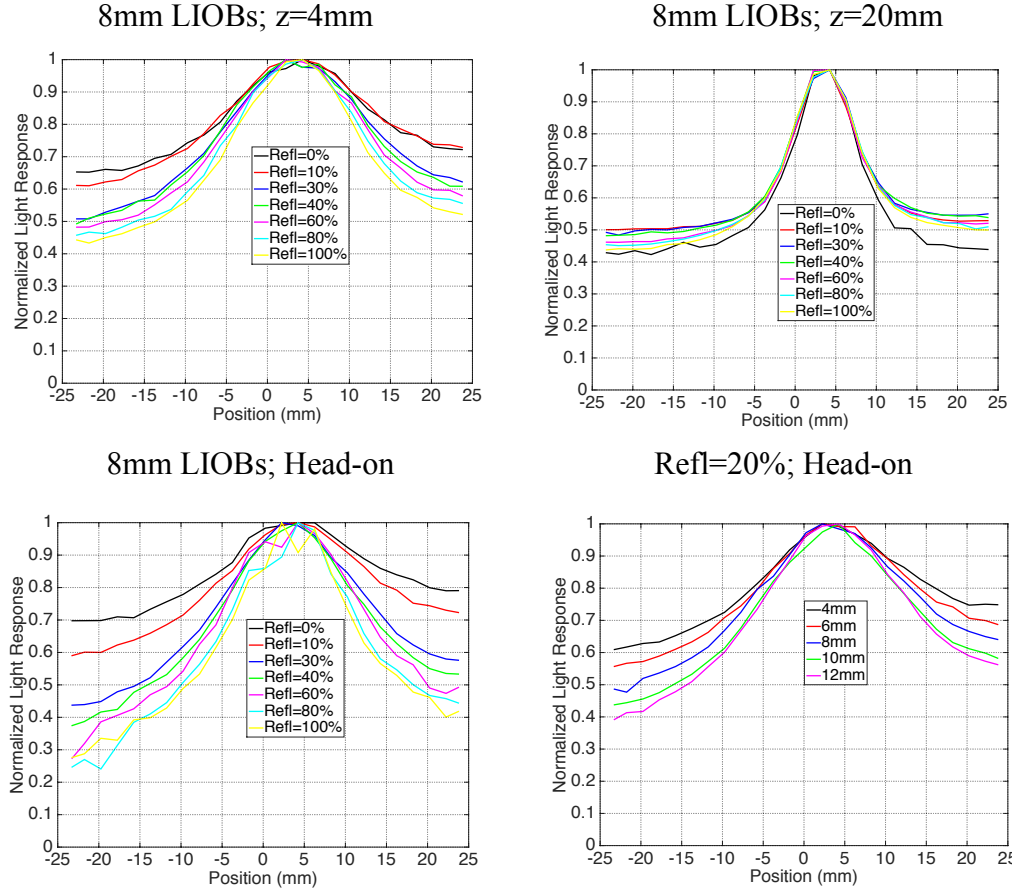 8mm LIOBs; z=4mm
Normalized Light Response
1
0.9
0.8
0.7
0.6
0.5
0.4
0.3
0.2
0.1
0
Refl=0%
Refl=10%
Refl=30%
Refl=40%
Refl=60%
Refl=80%
Refl=100%
-25 -20 -15 -10 -5 0 5 10 15 20 25
Position (mm)
8mm LIOBs; z=20mm
Normalized Light Response
1
0.9
0.8
0.7
0.6
0.5
0.4
0.3
0.2
0.1
0
Refl=0%
Refl=10%
Refl=30%
Refl=40%
Refl=60%
Refl=80%
Refl=100%
-25 -20 -15 -10 -5 0 5 10 15 20 25
Position (mm)
8mm LIOBs; Head-on
Normalized Light Response
1
0.9
0.8
0.7
0.6
0.5
0.4
0.3
0.2
0.1
0
Refl=0%
Refl=10%
Refl=30%
Refl=40%
Refl=60%
Refl=80%
Refl=100%
-25 -20 -15 -10 -5 0 5 10 15 20 25
Position (mm)
Refl=20%; Head-on
Normalized Light Response
1
0.9
0.8
0.7
0.6
0.5
0.4
0.3
0.2
0.1
0
4mm
6mm
8mm
10mm
12mm
-25 -20 -15 -10 -5 0 5 10 15 20 25
Position (mm)